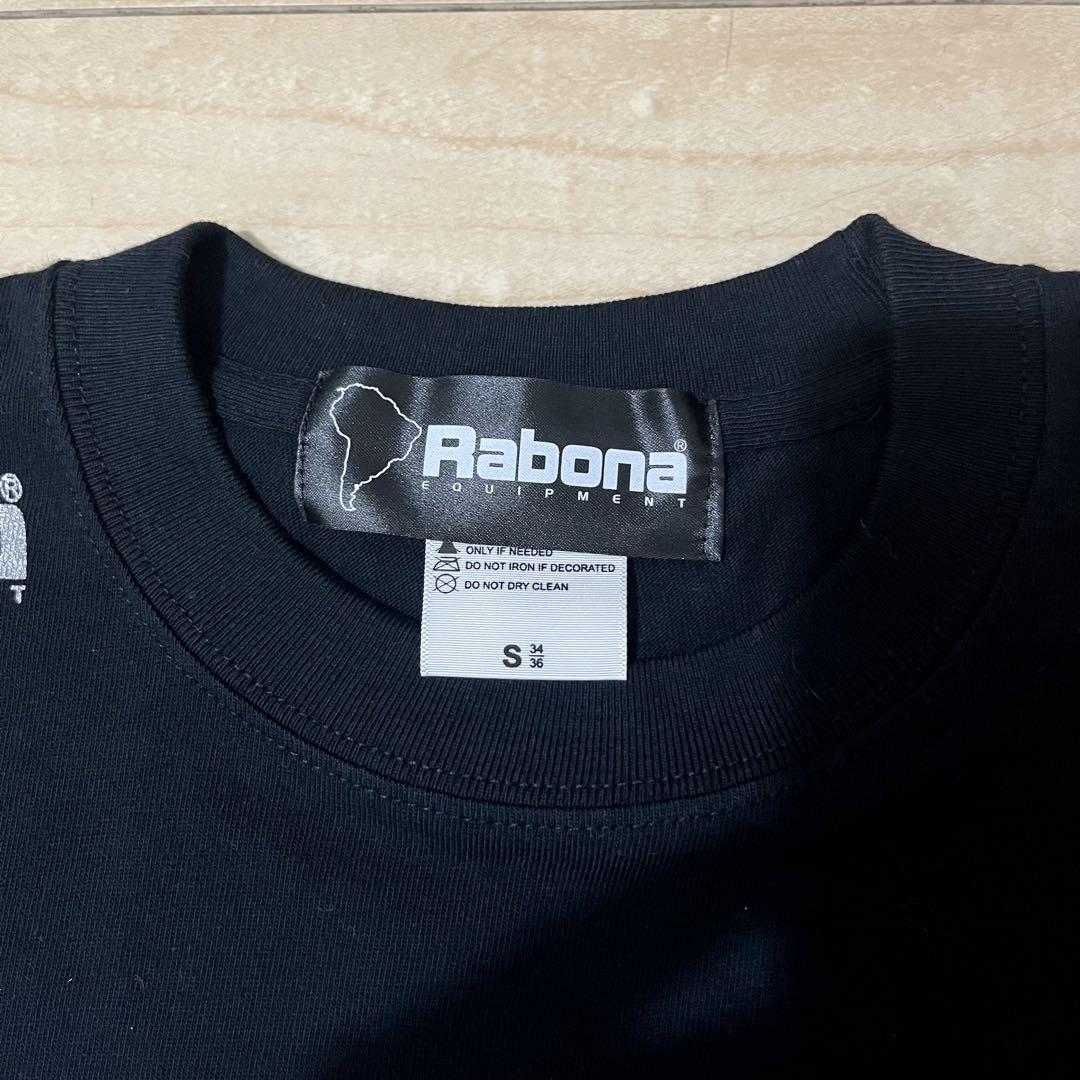 Rabona®
EQUIPMENT
ONLY IF NEEDED
DO NOT IRON IF DECORATED
DO NOT DRY CLEAN
S 34/36
®
T